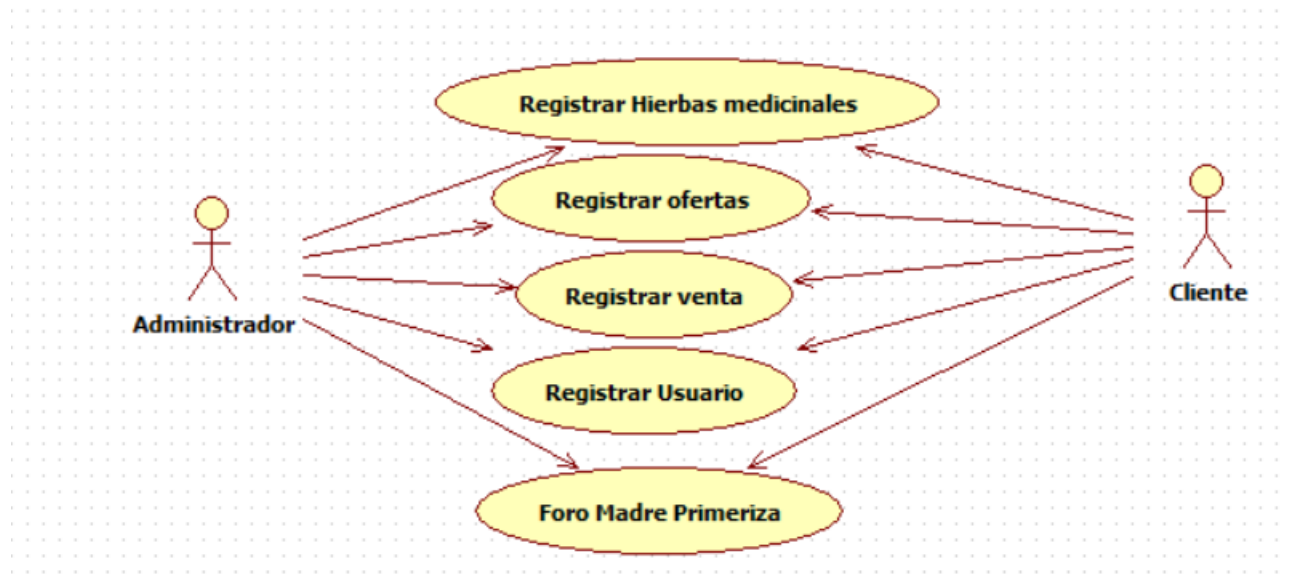 Registrar Hierbas medicinales
Registrar ofertas
Registrar venta
Registrar Usuario
Foro Madre Primeriza
Administrador
Cliente